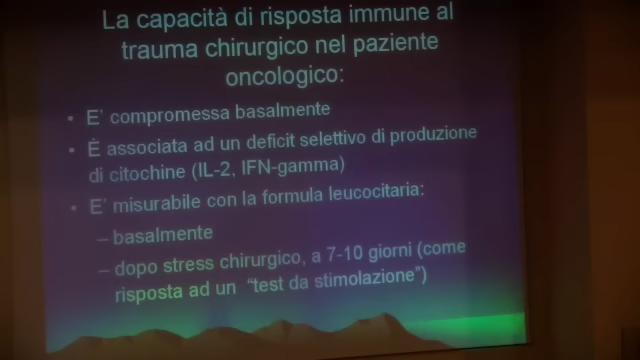 La capacità di risposta immune al
trauma chirurgico nel paziente
oncologico:
• E' compromessa basalmente
• È associata ad un deficit selettivo di produzione
di citochine (IL-2, IFN-gamma)
• E' misurabile con la formula leucocitaria:
– basalmente
– dopo stress chirurgico, a 7-10 giorni (come
risposta ad un "test da stimolazione")